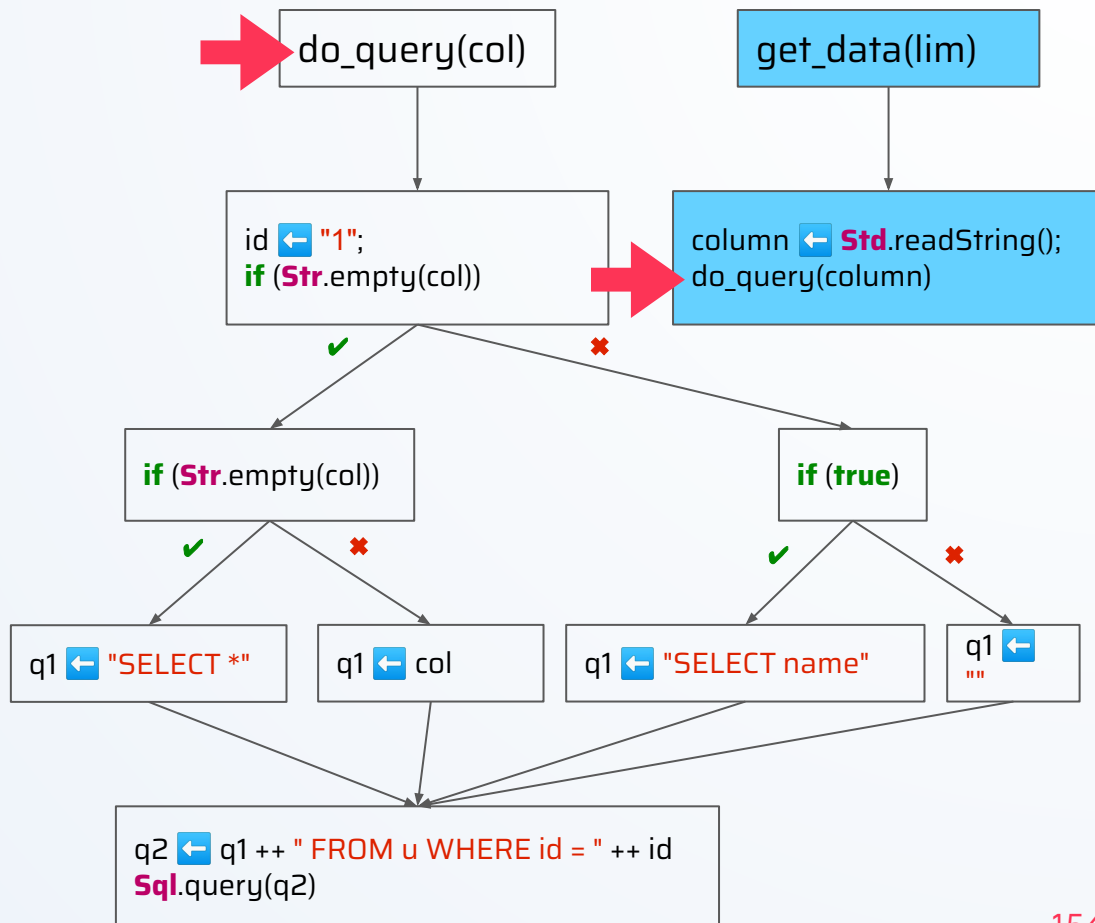 do_query(col)
get_data(lim)
id ⬅ "1";
if (Str.empty(col))
column ⬅ Std.readString();
do_query(column)
✔
✖
if (Str.empty(col))
if (true)
✔
✖
✔
✖
q1 ⬅ "SELECT *"
q1 ⬅ col
q1 ⬅ "SELECT name"
q1 ⬅
""
q2 ⬅ q1 ++ " FROM u WHERE id = " ++ id
Sql.query(q2)